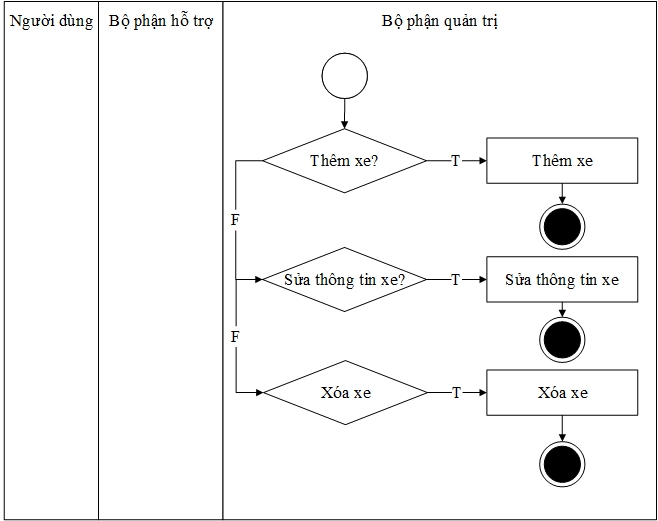 Người dùng
Bộ phận hỗ trợ
Bộ phận quản trị
Thêm xe?
T
Thêm xe
F
Sửa thông tin xe?
T
Sửa thông tin xe
F
Xóa xe
T
Xóa xe